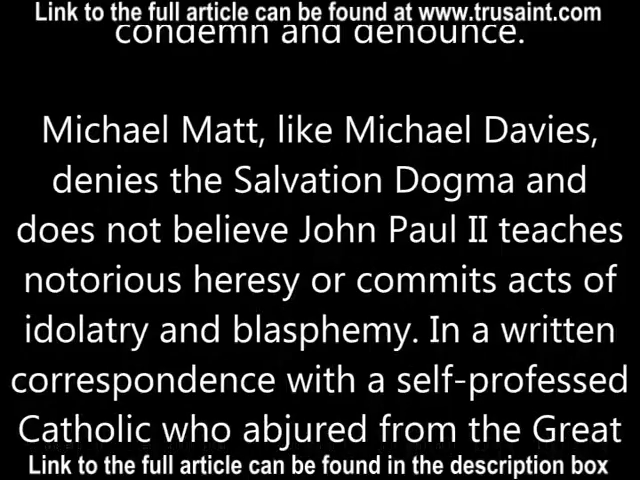 Link to the full article can be found at www.trusaint.com
condemn and denounce.
Michael Matt, like Michael Davies,
denies the Salvation Dogma and
does not believe John Paul II teaches
notorious heresy or commits acts of
idolatry and blasphemy. In a written
correspondence with a self-professed
Catholic who abjured from the Great
Link to the full article can be found in the description box